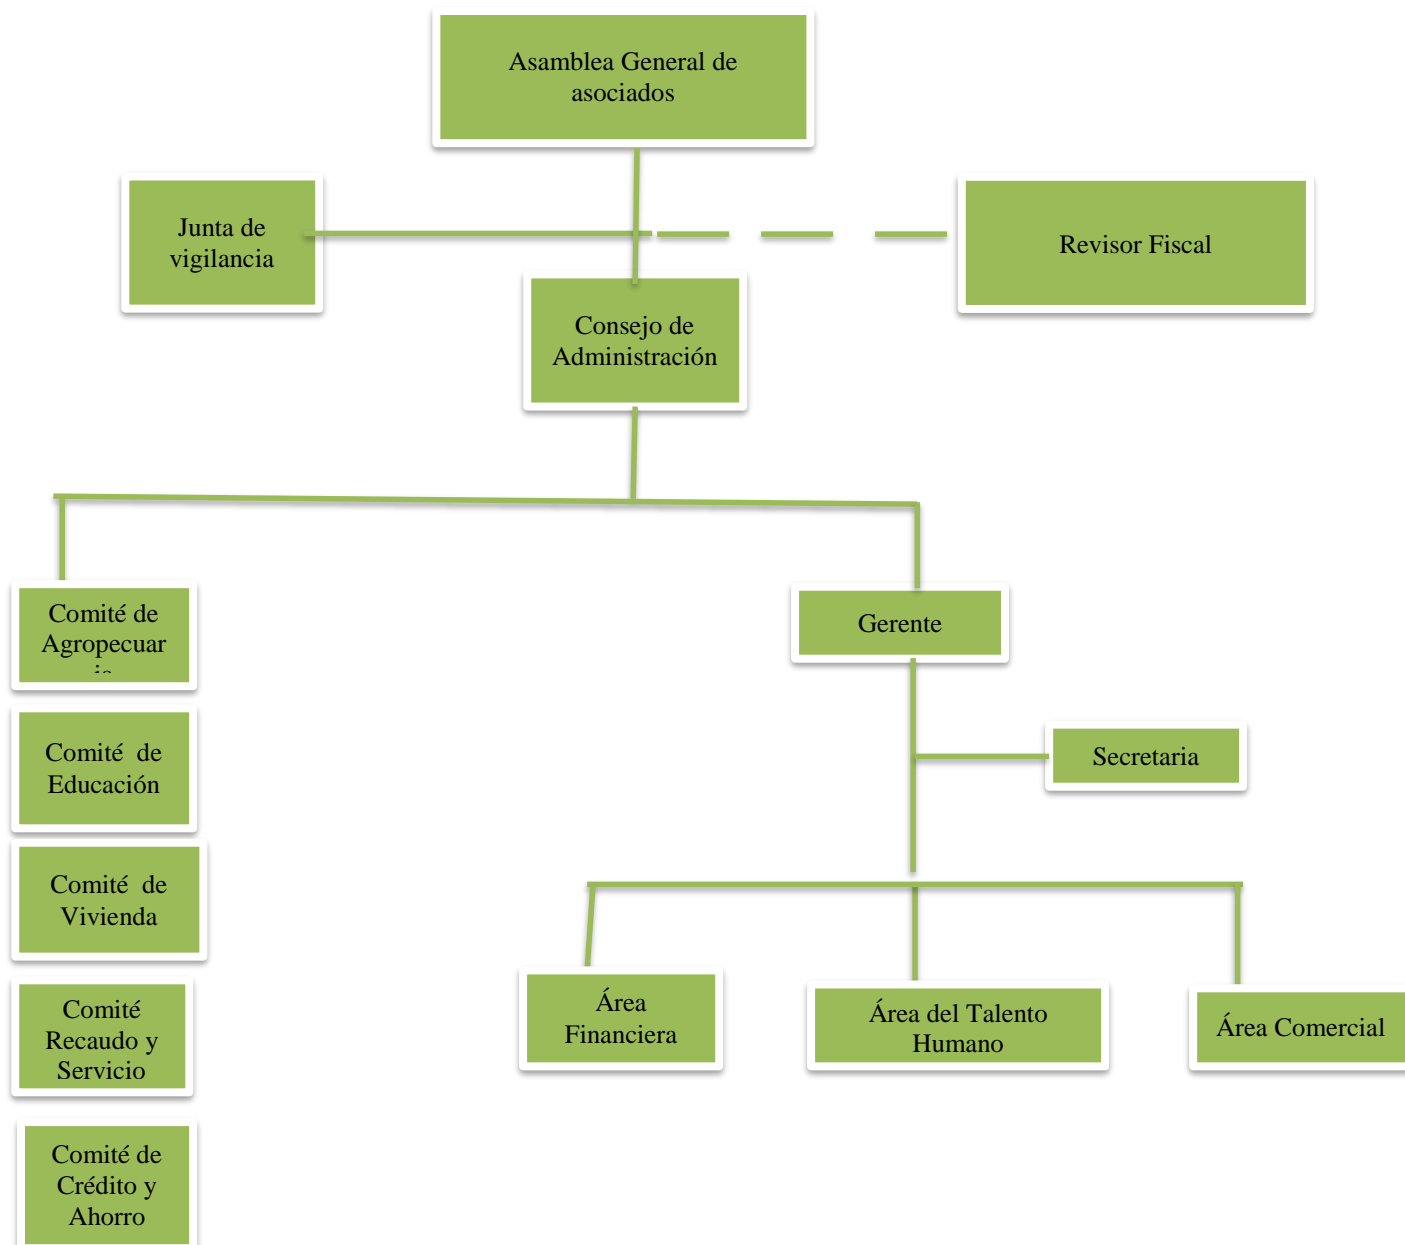 Asamblea General de
asociados
Junta de
vigilancia
Revisor Fiscal
Consejo de
Administración
Comité de
Agropecuar
Gerente
Comité de
Educación
Secretaria
Comité de
Vivienda
Área
Financiera
Área del Talento
Humano
Área Comercial
Comité
Recaudo y
Servicio
Comité de
Crédito y
Ahorro